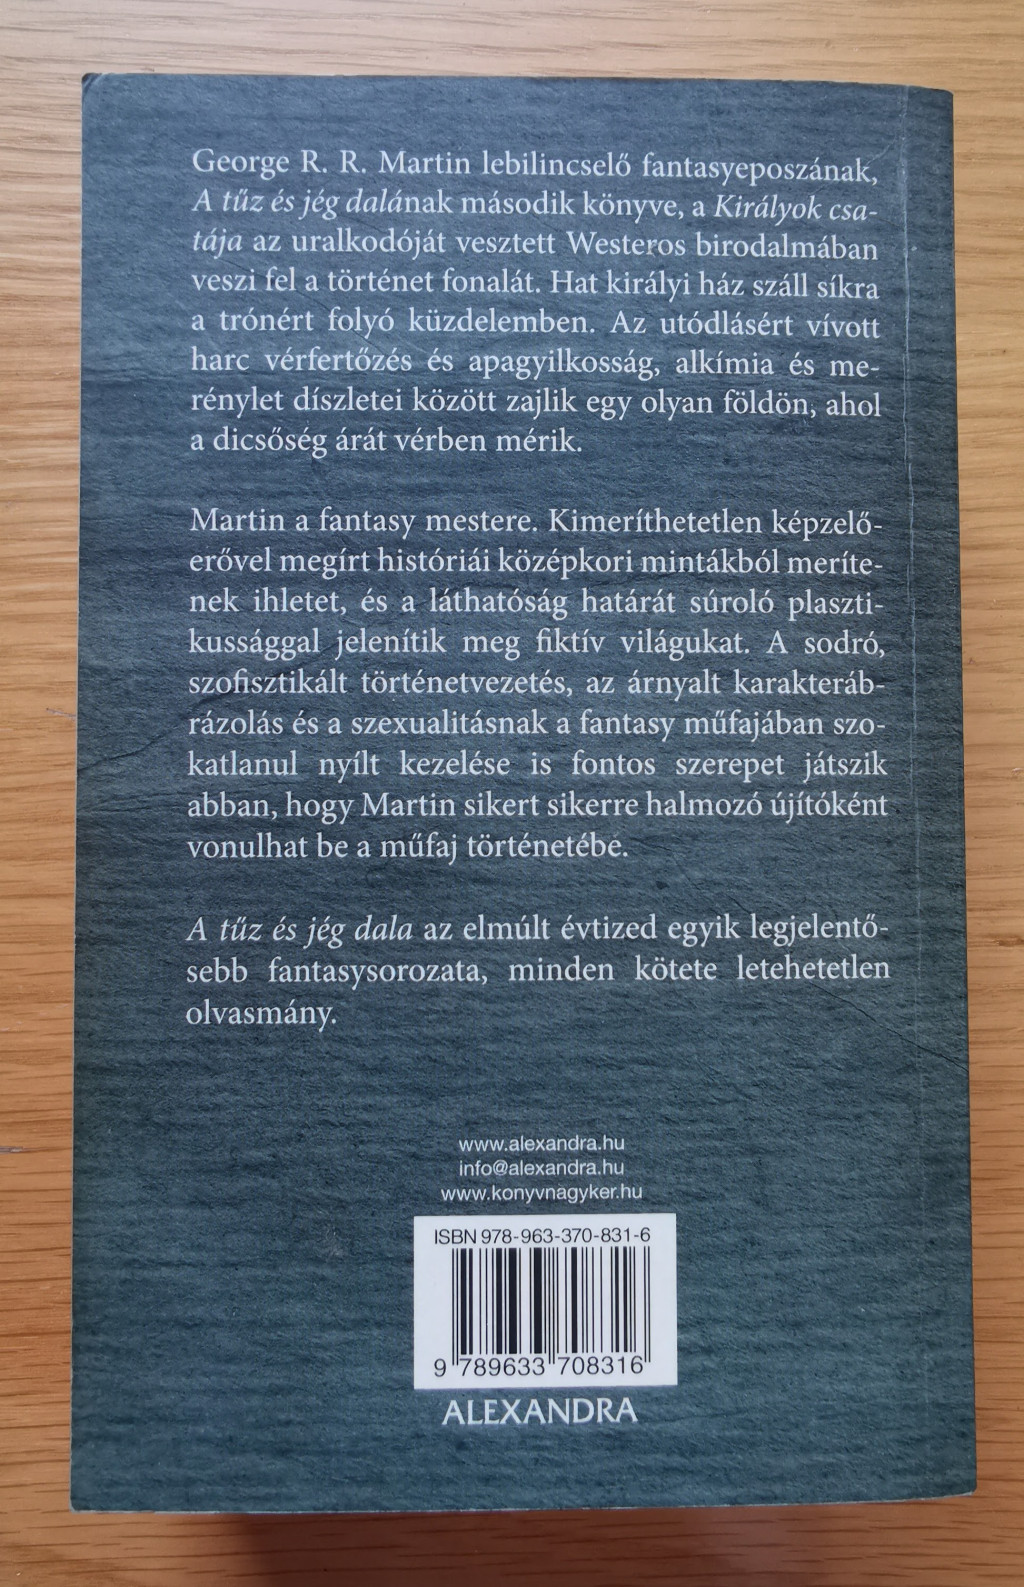 George R. R. Martin lebilincselő fantasyeposzának,
A tűz és jég dalának második könyve, a Királyok csa-
tája az uralkodóját vesztett Westeros birodalmában
veszi fel a történet fonalát. Hat királyi ház száll síkra
a trónért folyó küzdelemben. Az utódlásért vívott
harc vérfertőzés és apagyilkosság, alkímia és me-
rénylet díszletei között zajlik egy olyan földön, ahol
a dicsőség árát vérben mérik.
Martin a fantasy mestere. Kimeríthetetlen képzelő-
erővel megírt históriái középkori mintákból meríte-
nek ihletet, és a láthatóság határát súroló plaszti-
kussággal jelenítik meg fiktív világukat. A sodró,
szofisztikált történetvezetés, az árnyalt karakteráb-
rázolás és a szexualitásnak a fantasy műfajában szo-
katlanul nyílt kezelése is fontos szerepet játszik
abban, hogy Martin sikert sikerre halmozó újítóként
vonulhat be a műfaj történetébe.
A tűz és jég dala az elmúlt évtized egyik legjelentő-
sebb fantasysorozata, minden kötete letehetetlen
olvasmány.
www.alexandra.hu
info@alexandra.hu
www.konyvnagyker.hu
ISBN 978-963-370-831-6
9 789633 708316
ALEXANDRA